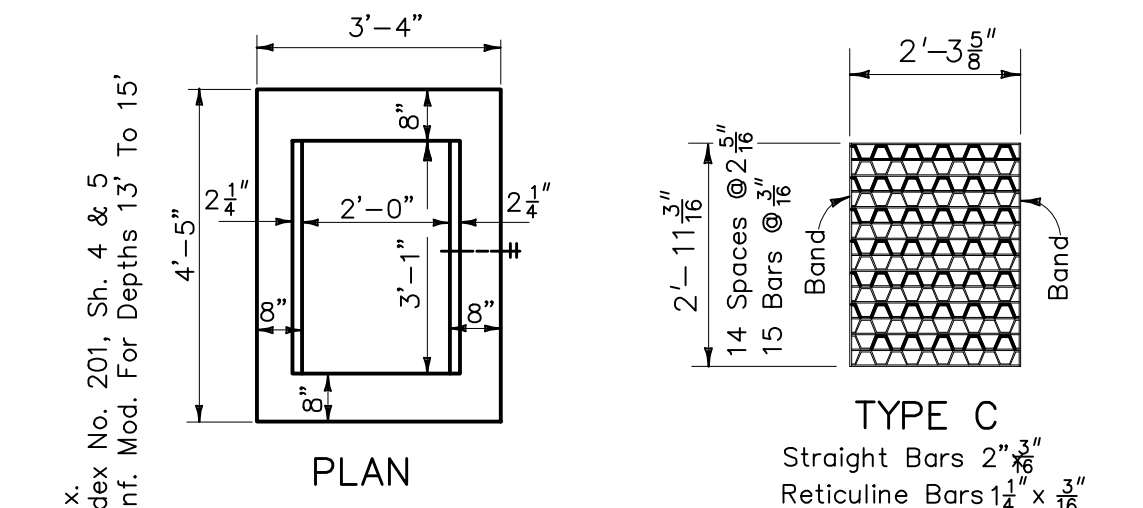 x.
dex No. 201, Sh. 4 & 5
nf. Mod. For Depths 13' To 15'
3'-4"
4'-5"
8"
2 1/4"
2'-0"
2 1/4"
3'-1"
8"
8"
8"
PLAN
2'-3 5/8"
2'-11 3/16"
14 Spaces @ 2 5/16"
15 Bars @ 3/16"
Band
Band
TYPE C
Straight Bars 2" x 3/16"
Reticuline Bars 1 1/4" x 3/16"